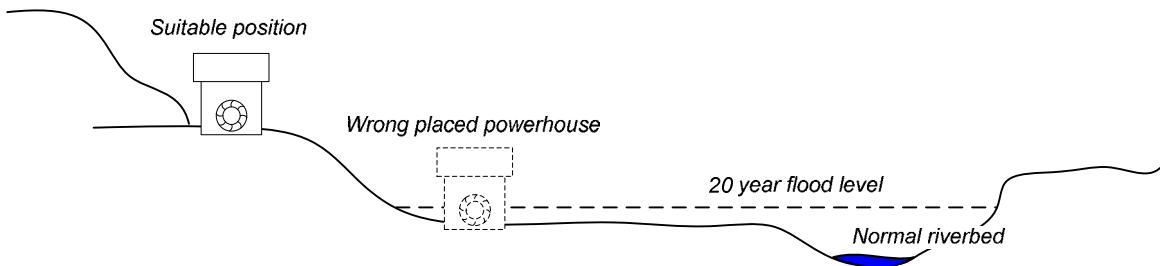 Suitable position
Wrong placed powerhouse
20 year flood level
Normal riverbed